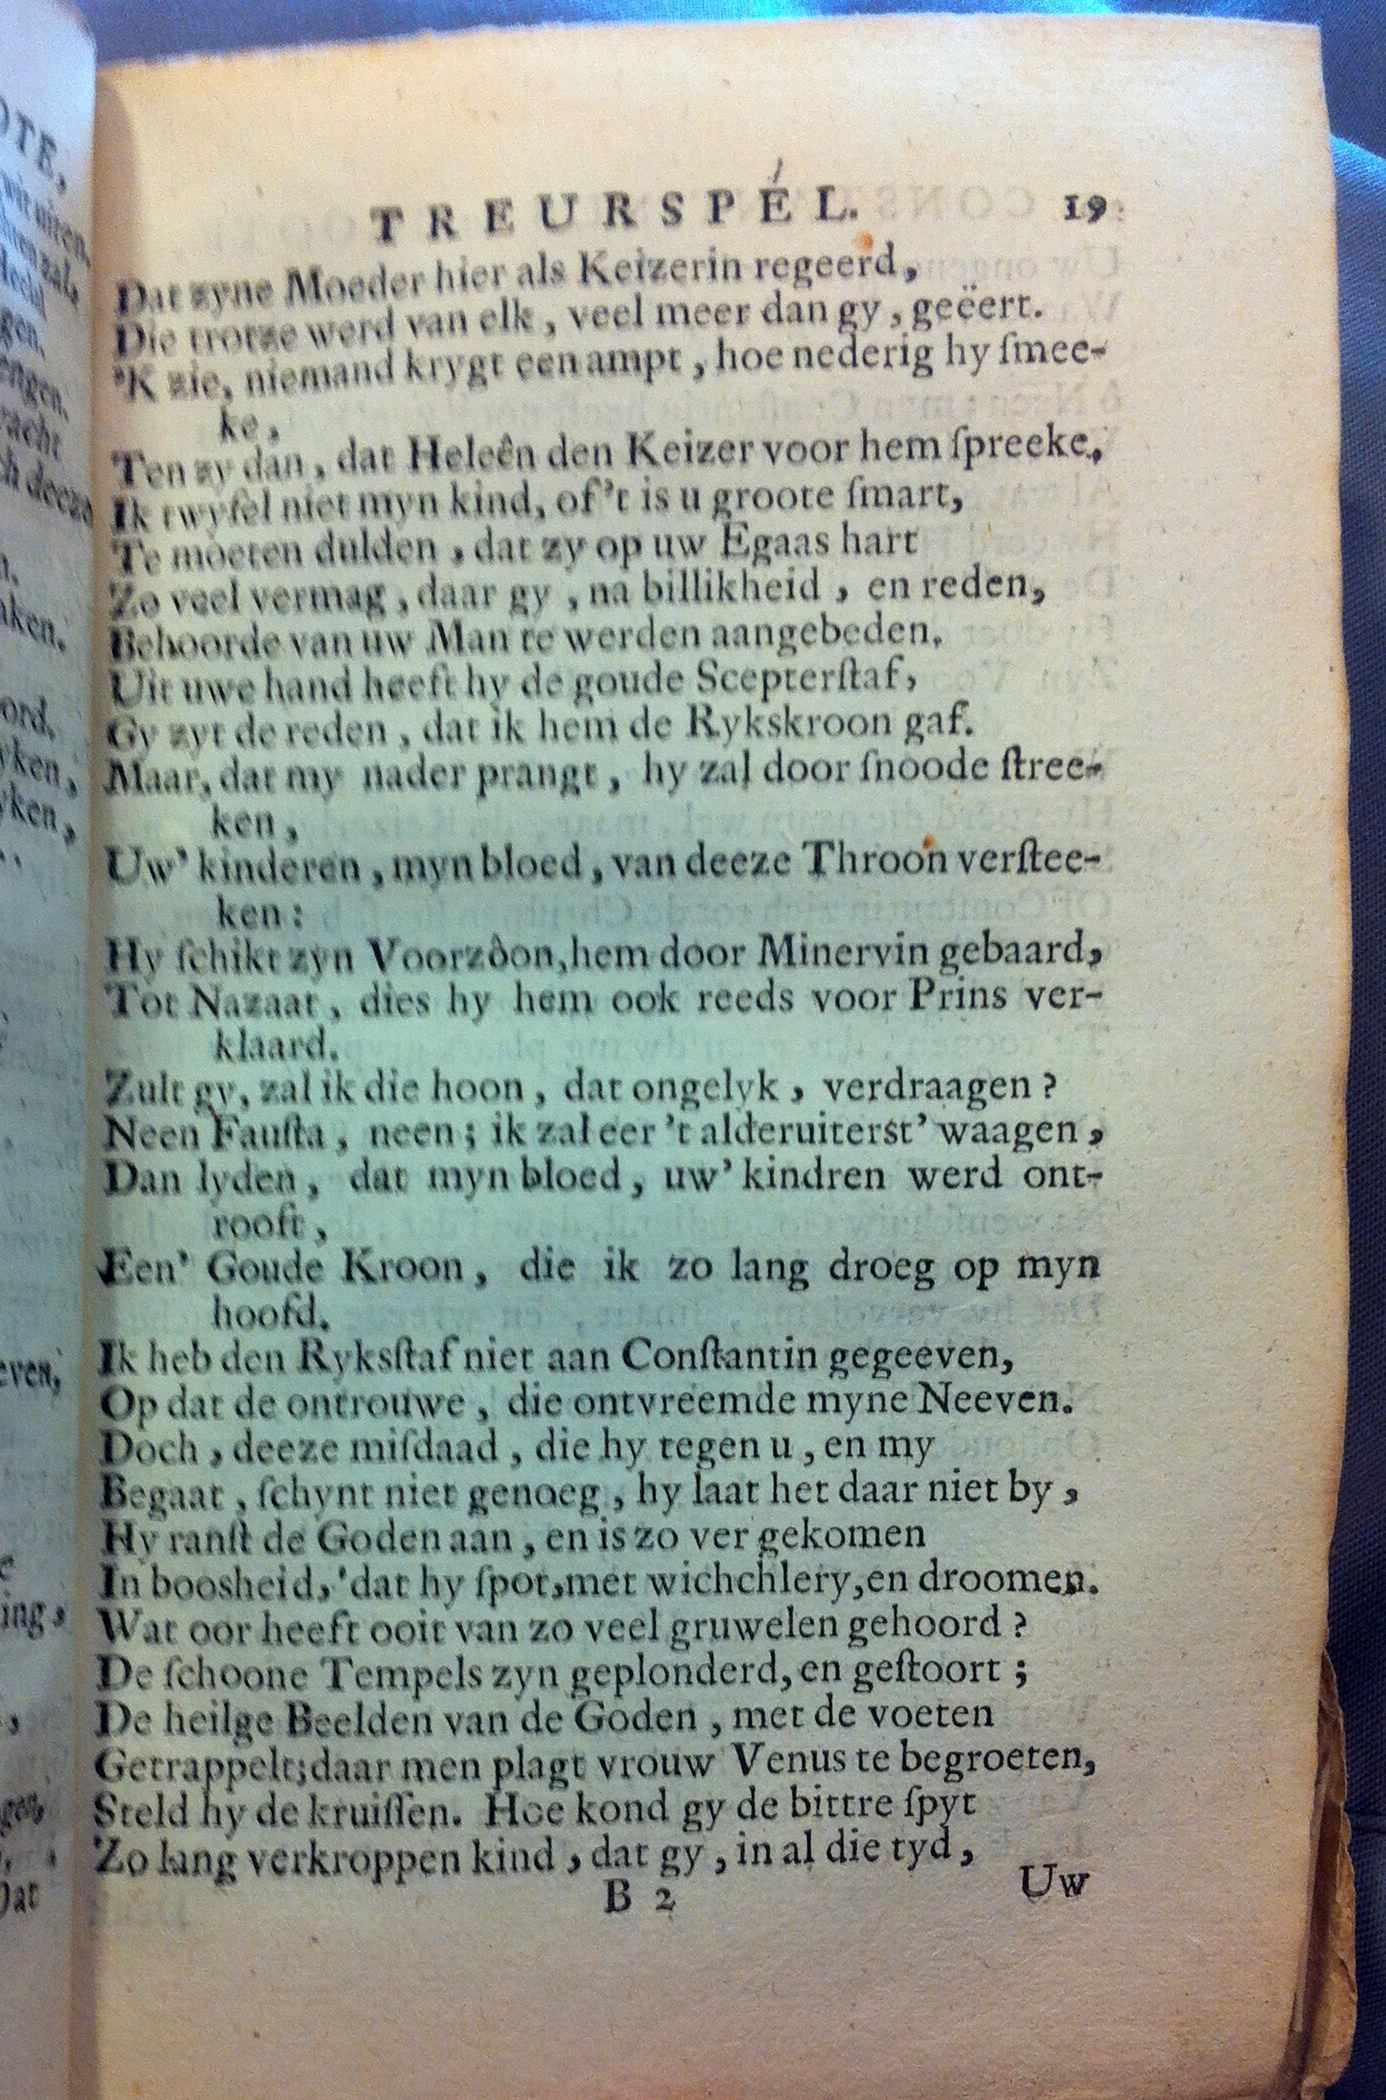 TREURSPÉL. 19
Dat zyne Moeder hier als Keizerin regeerd,
Die trotze werd van elk, veel meer dan gy, geëert.
'K zie, niemand krygt een ampt, hoe nederig hy ſmee-
ke,
Ten zy dan, dat Heleên den Keizer voor hem ſpreeke.
Ik twyfel niet myn kind, of 't is u groote ſmart,
Te moeten dulden, dat zy op uw Egaas hart
Zo veel vermag, daar gy, na billikheid, en reden,
Behoorde van uw Man te werden aangebeden.
Uit uwe hand heeft hy de goude Scepterſtaf,
Gy zyt de reden, dat ik hem de Rykskroon gaf.
Maar, dat my nader prangt, hy zal door ſnoode ſtree-
ken,
Uw' kinderen, myn bloed, van deeze Throon verſtee-
ken:
Hy ſchikt zyn Voorzôon, hem door Minervin gebaard,
Tot Nazaat, dies hy hem ook reeds voor Prins ver-
klaard.
Zult gy, zal ik die hoon, dat ongelyk, verdraagen?
Neen Fauſta, neen; ik zal eer 't alderuiterst' waagen,
Dan lyden, dat myn bloed, uw' kindren werd ont-
rooft,
Een' Goude Kroon, die ik zo lang droeg op myn
hoofd.
Ik heb den Ryksſtaf niet aan Conſtantin gegeeven,
Op dat de ontrouwe, die ontvreemde myne Neeven.
Doch, deeze miſdaad, die hy tegen u, en my
Begaat, ſchynt niet genoeg, hy laat het daar niet by,
Hy ranſt de Goden aan, en is zo ver gekomen
In boosheid, dat hy ſpot, met wichchlery, en droomen.
Wat oor heeft ooit van zo veel gruwelen gehoord?
De ſchoone Tempels zyn geplonderd, en geſtoort;
De heilge Beelden van de Goden, met de voeten
Getrappelt; daar men plagt vrouw Venus te begroeten,
Steld hy de kruiſſen. Hoe kond gy de bittre ſpyt
Zo lang verkroppen kind, dat gy, in al die tyd,
B 2 Uw